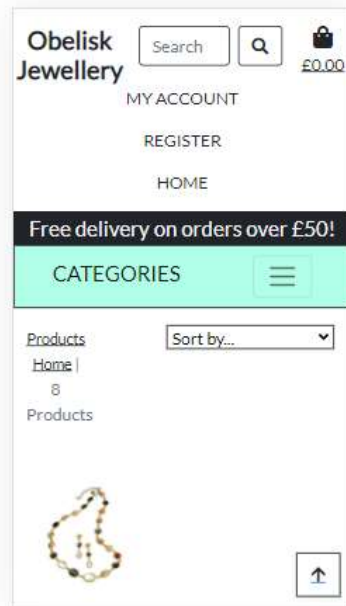 Obelisk
Jewellery
Search
£0.00
MY ACCOUNT
REGISTER
HOME
Free delivery on orders over £50!
CATEGORIES
Products
Home |
8
Products
Sort by...